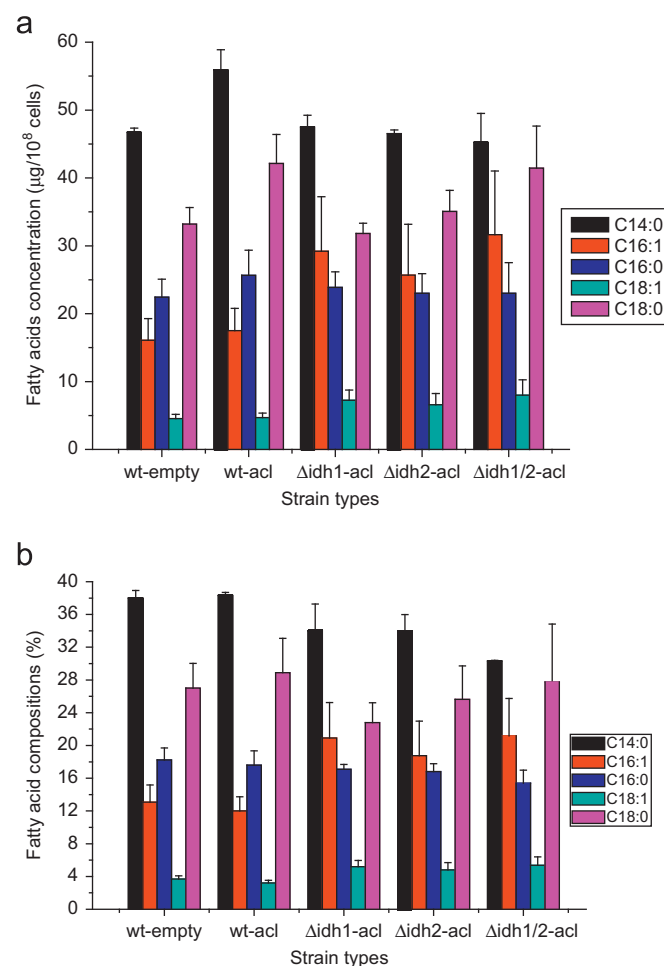 a
60
50
40
30
20
10
0
Fatty acids concentration (μg/10⁸ cells)
C14:0
C16:1
C16:0
C18:1
C18:0
wt-empty wt-acl Δidh1-acl Δidh2-acl Δidh1/2-acl
Strain types
b
40
36
32
28
24
20
16
12
8
4
0
Fatty acid compositions (%)
C14:0
C16:1
C16:0
C18:1
C18:0
wt-empty wt-acl Δidh1-acl Δidh2-acl Δidh1/2-acl
Strain types